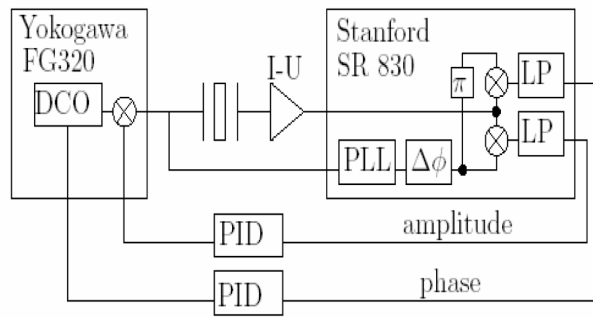 Yokogawa
FG320
DCO
I-U
Stanford
SR 830
π
LP
LP
PLL
Δϕ
PID
amplitude
PID
phase